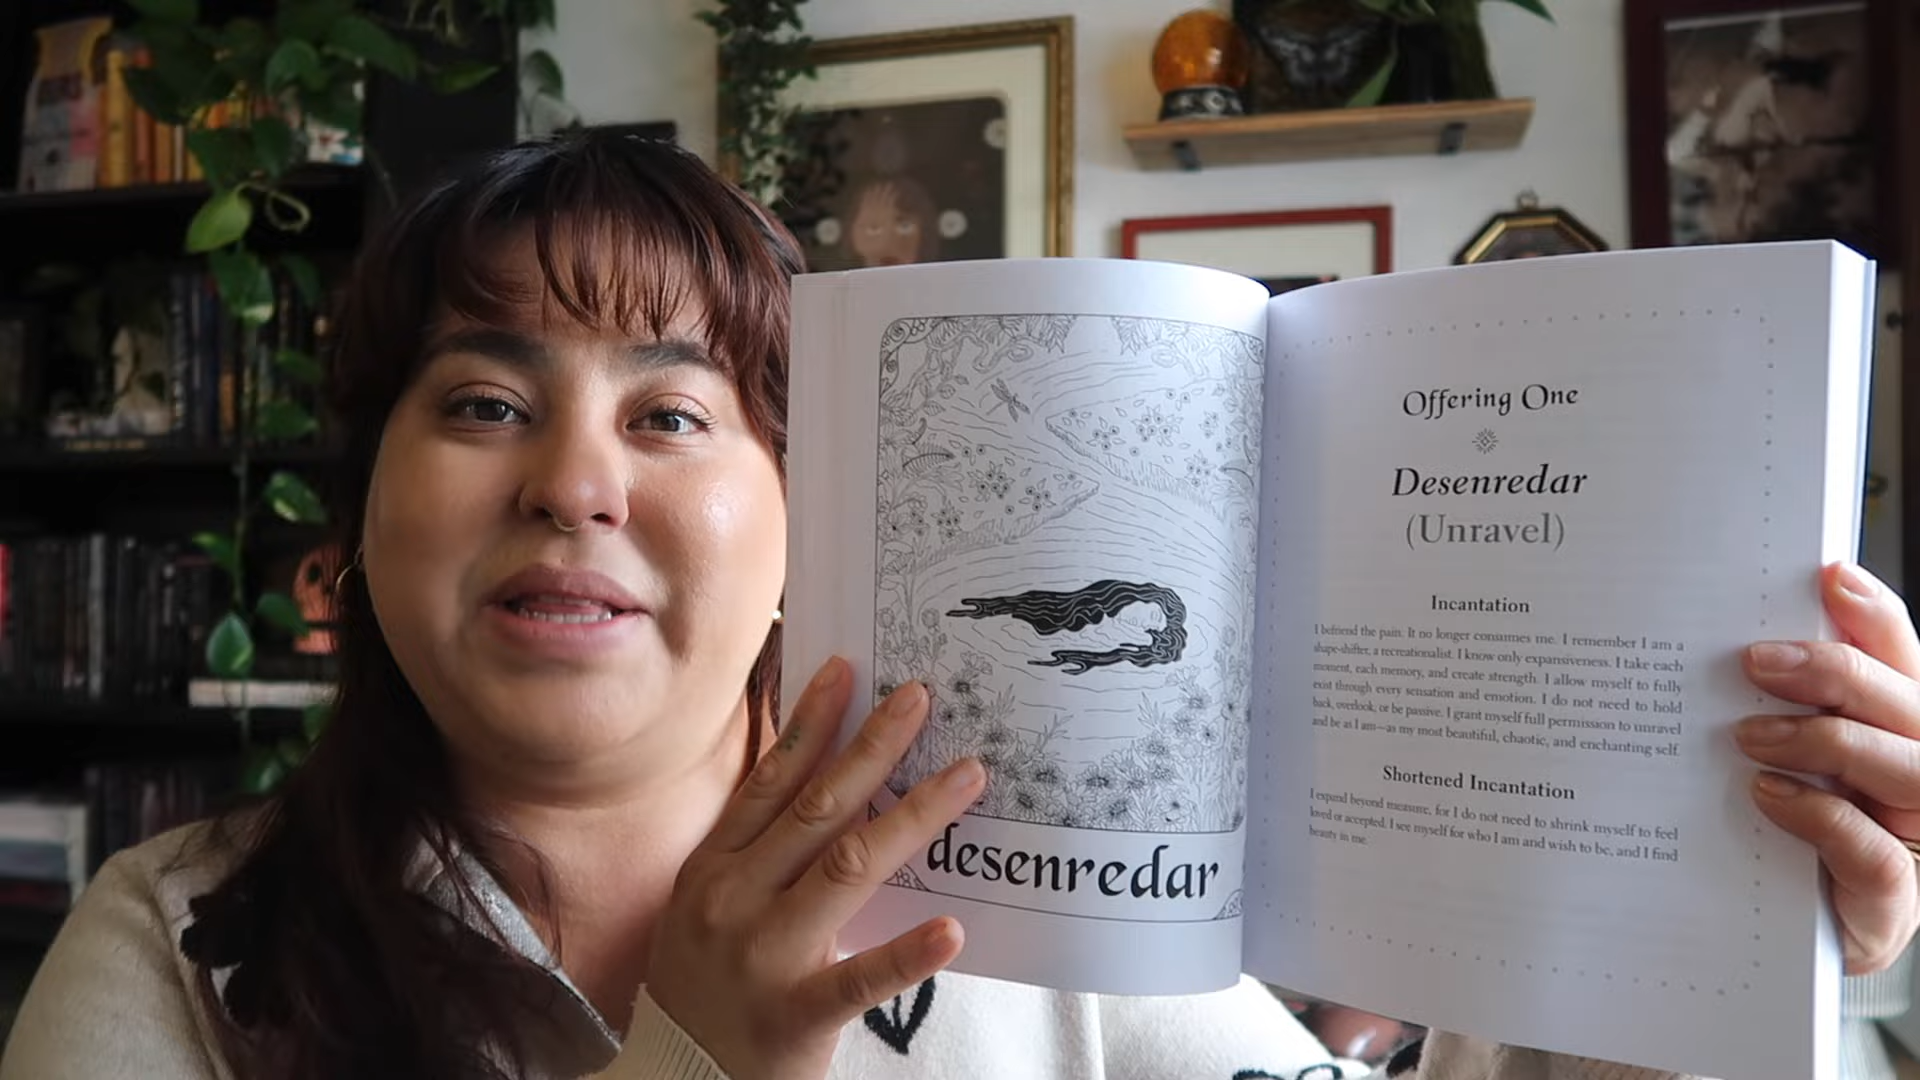 desenredar
Offering One
Desenredar
(Unravel)
Incantation
I befriend the pain. It no longer consumes me. I remember I am a
shape-shifter, a recreationalist. I know only expansiveness. I take each
moment, each memory, and create strength. I allow myself to fully
exist through every sensation and emotion. I do not need to hold
back, overlook, or be passive. I grant myself full permission to unravel
and be as I am—as my most beautiful, chaotic, and enchanting self.
Shortened Incantation
I expand beyond measure, for I do not need to shrink myself to feel
loved or accepted. I see myself for who I am and wish to be, and I find
beauty in me.